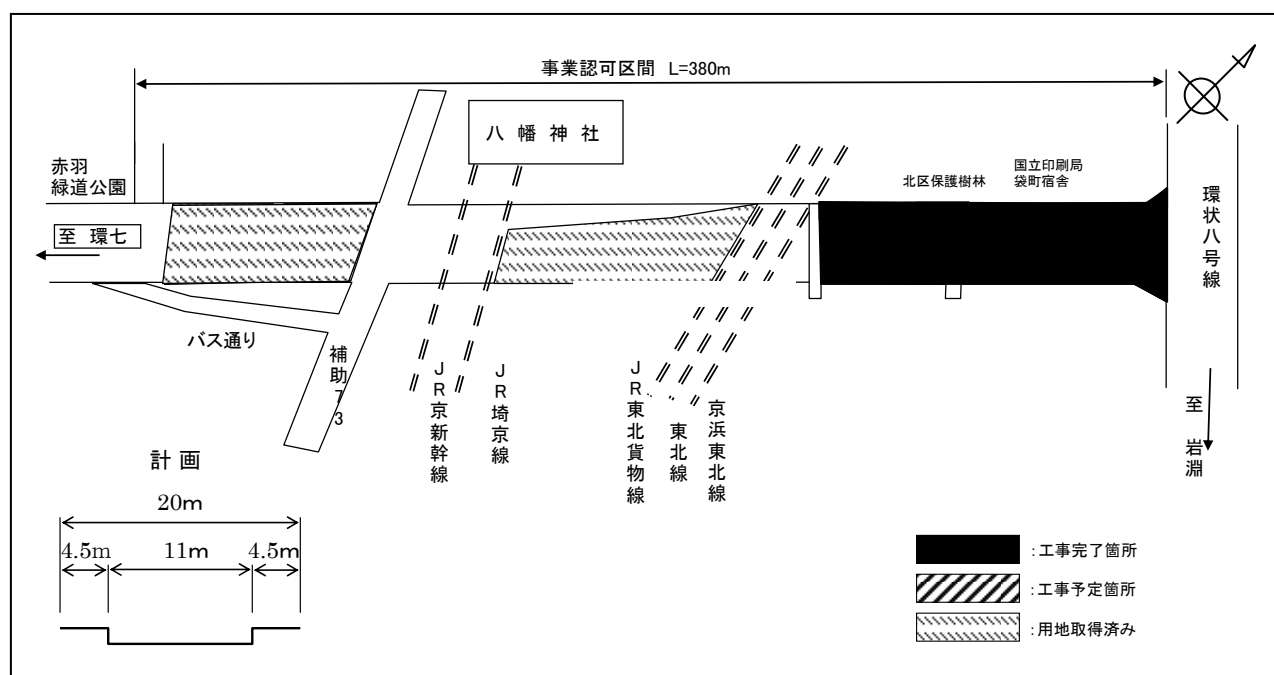 事業認可区間 L=380m
八幡神社
赤羽
緑道公園
至 環七
北区保護樹林
国立印刷局
袋町宿舎
環状八号線
バス通り
補助73
JR京新幹線
JR埼京線
JR東北貨物線
東北線
京浜東北線
至 岩淵
計画
20m
4.5m
11m
4.5m
:工事完了箇所
:工事予定箇所
:用地取得済み